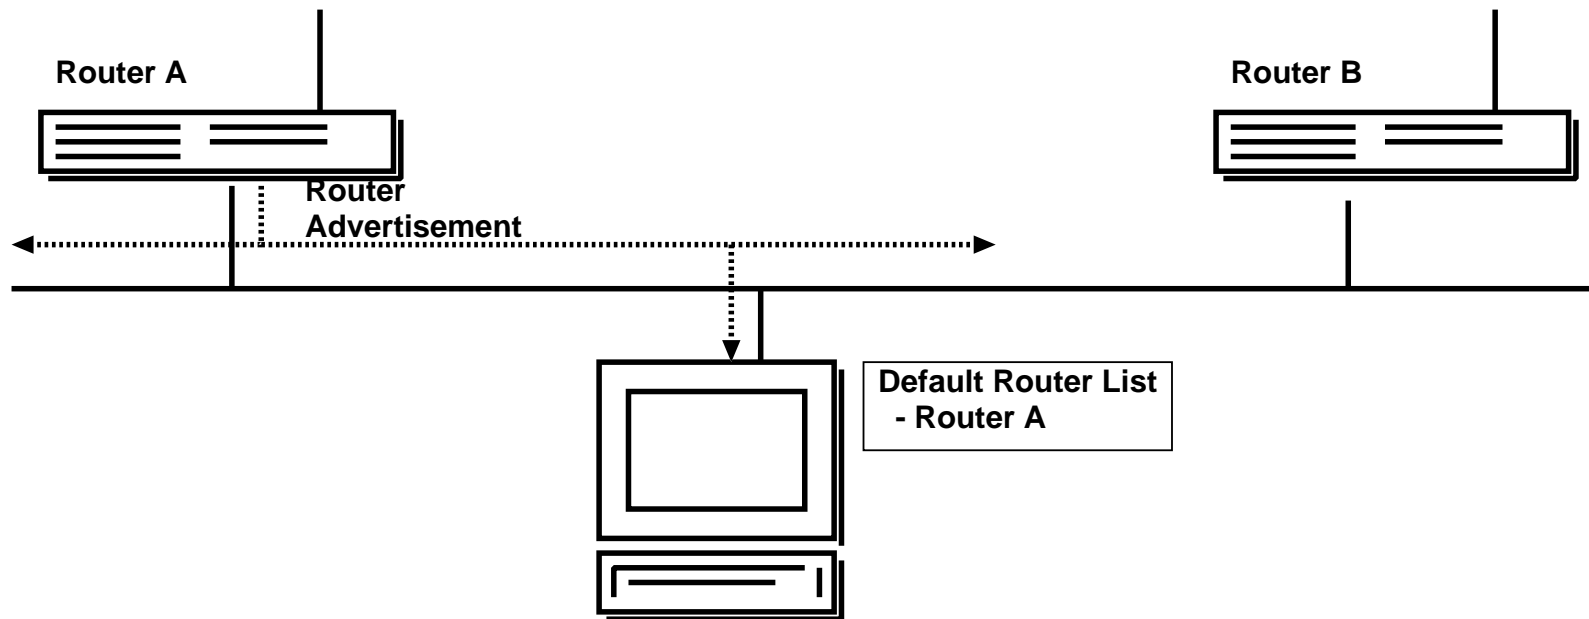 Router A
Router B
Router
Advertisement
Default Router List
- Router A